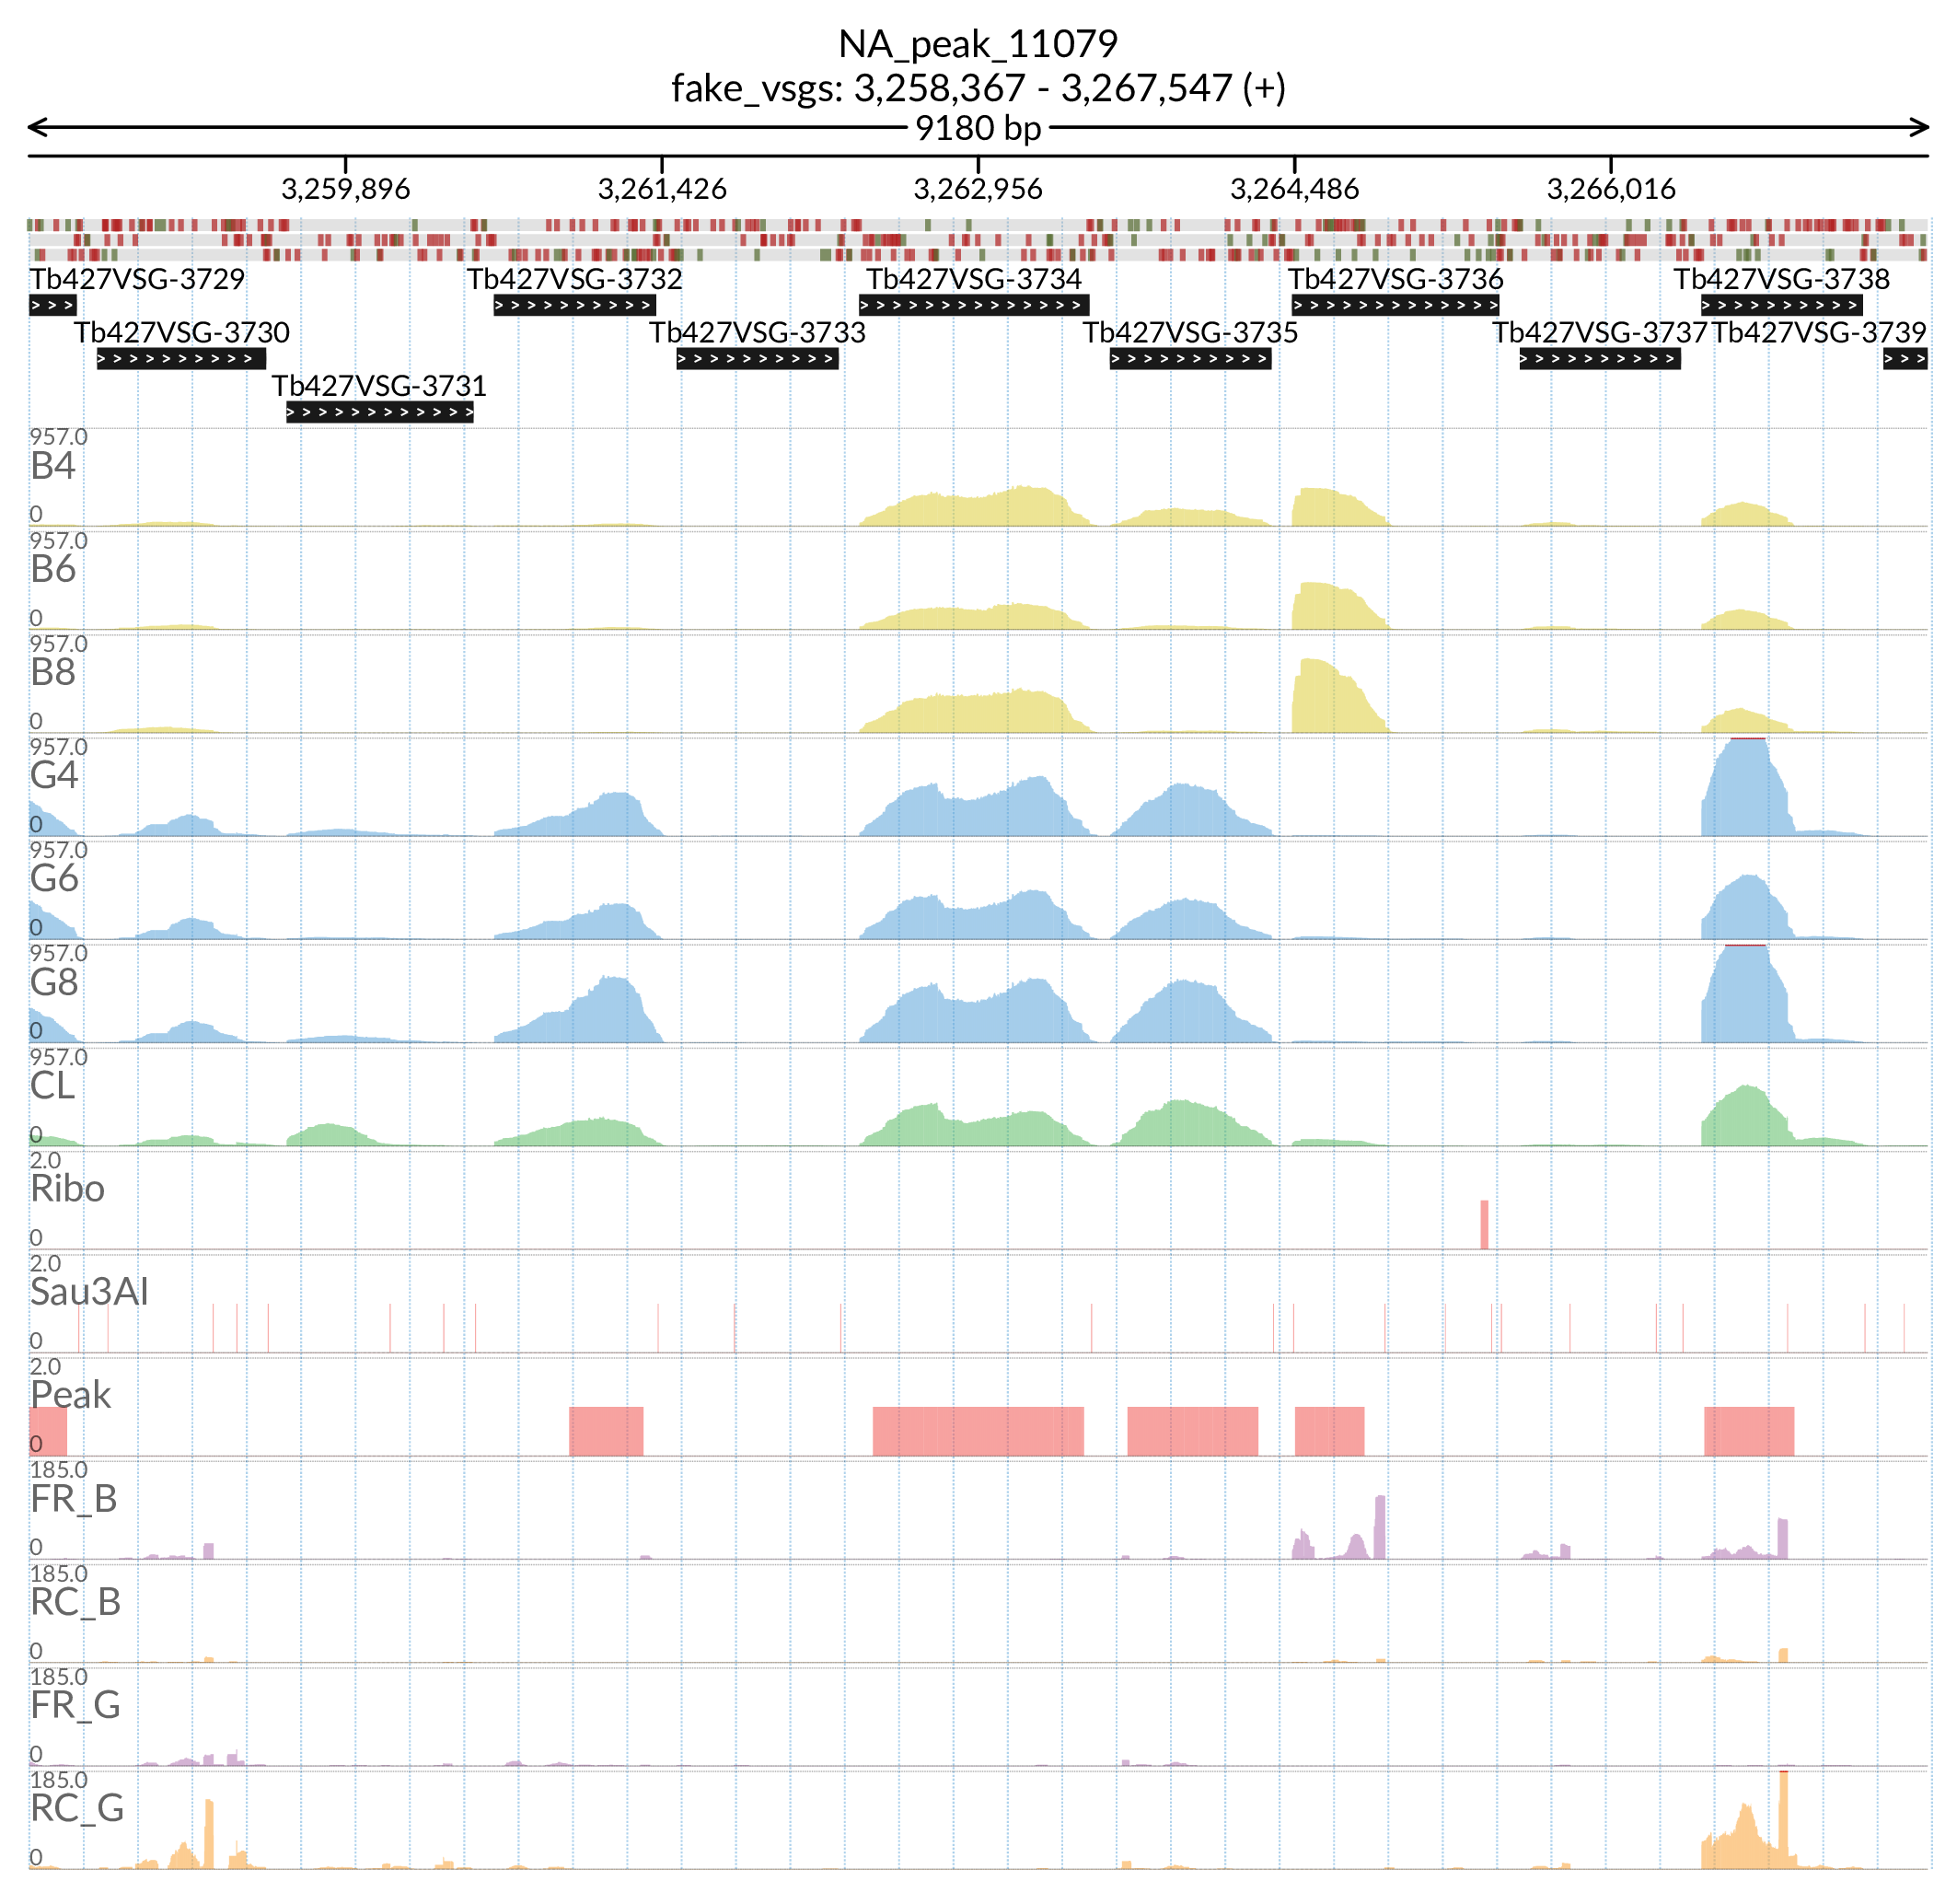 NA_peak_11079
fake_vsgs: 3,258,367 - 3,267,547 (+)
9180 bp
3,259,896 3,261,426 3,262,956 3,264,486 3,266,016
Tb427VSG-3729 Tb427VSG-3732 Tb427VSG-3734 Tb427VSG-3736 Tb427VSG-3738
Tb427VSG-3730 Tb427VSG-3733 Tb427VSG-3735 Tb427VSG-3737 Tb427VSG-3739
Tb427VSG-3731
957.0
B4
0
957.0
B6
0
957.0
B8
0
957.0
G4
0
957.0
G6
0
957.0
G8
0
957.0
CL
0
2.0
Ribo
0
2.0
Sau3AI
0
2.0
Peak
0
185.0
FR_B
0
185.0
RC_B
0
185.0
FR_G
0
185.0
RC_G
0